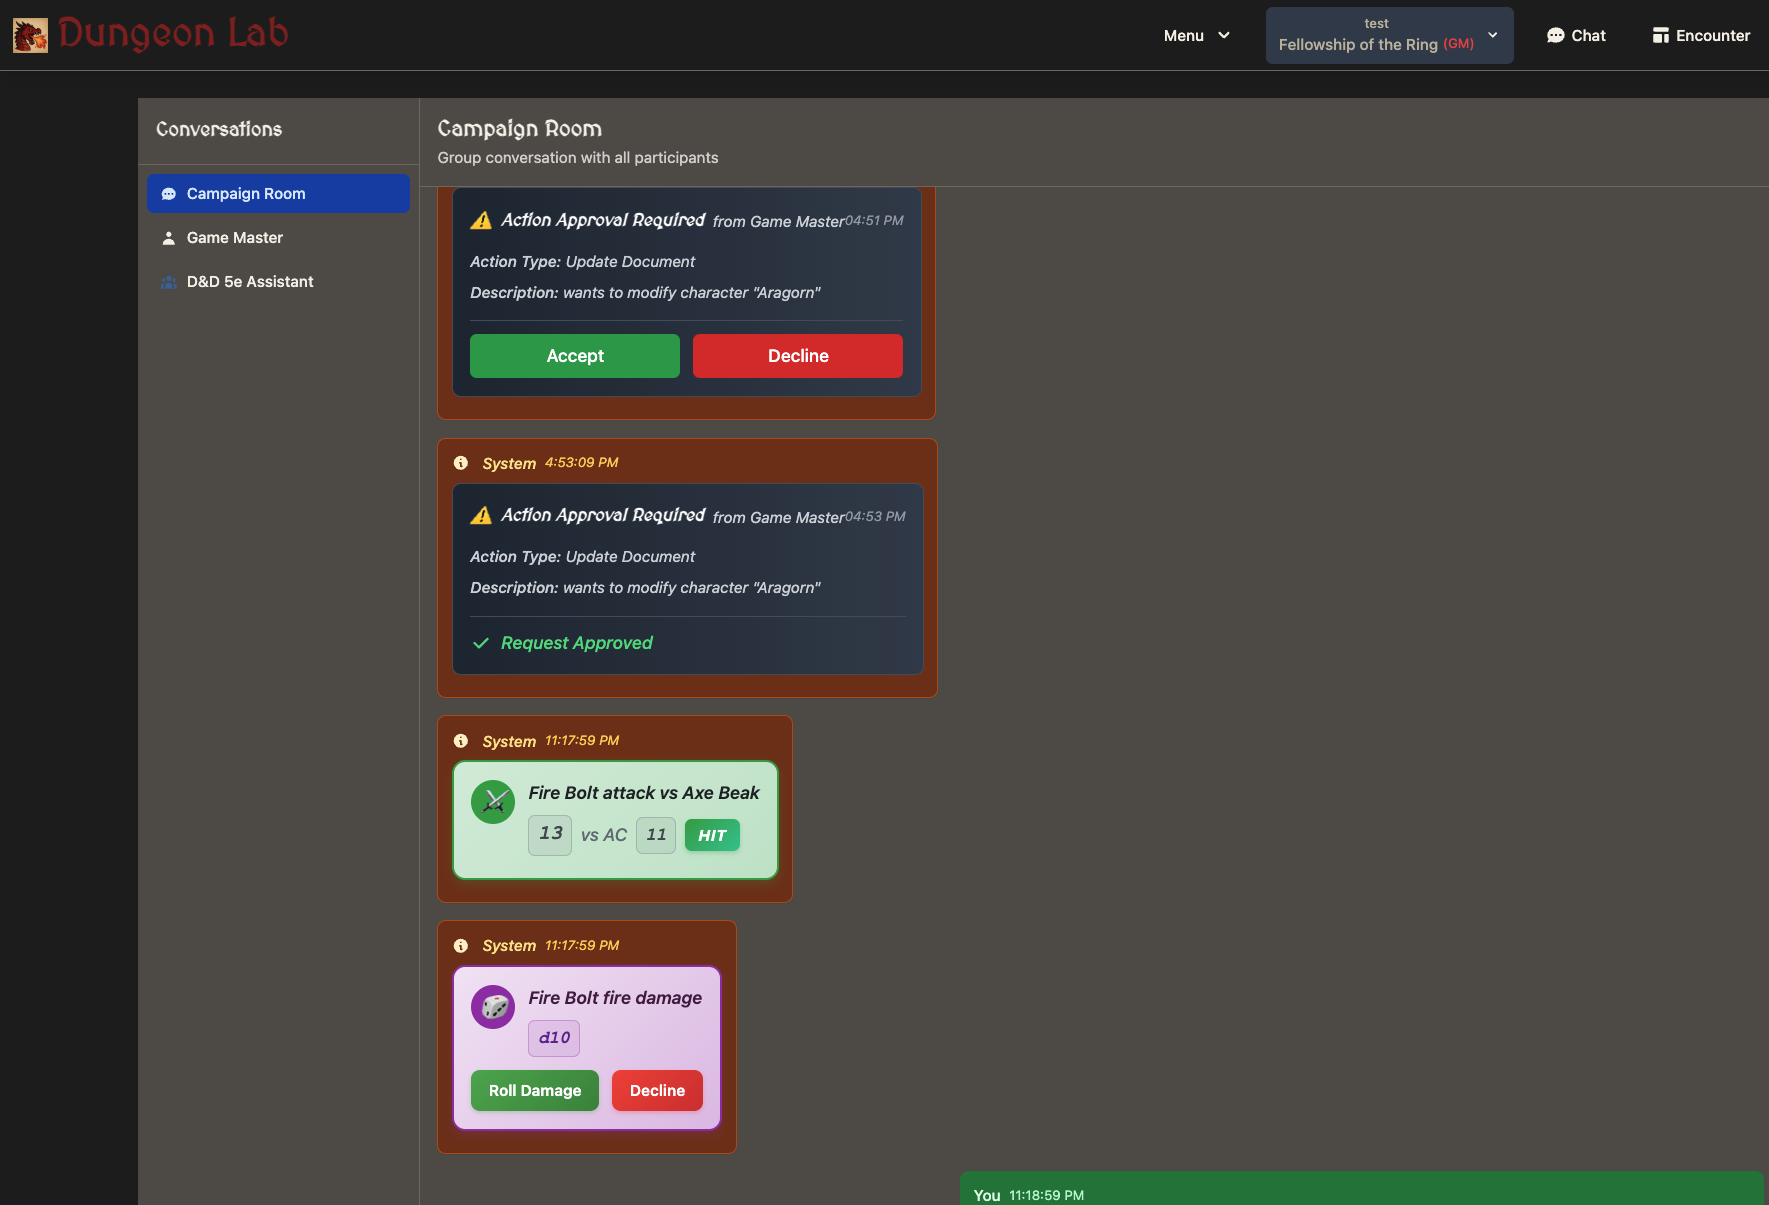 Dungeon Lab
Menu
test
Fellowship of the Ring (GM)
Chat
Encounter
Conversations
Campaign Room
Game Master
D&D 5e Assistant
Campaign Room
Group conversation with all participants
Action Approval Required from Game Master 04:51 PM
Action Type: Update Document
Description: wants to modify character "Aragorn"
Accept
Decline
System 4:53:09 PM
Action Approval Required from Game Master 04:53 PM
Action Type: Update Document
Description: wants to modify character "Aragorn"
Request Approved
System 11:17:59 PM
Fire Bolt attack vs Axe Beak
13 vs AC 11 HIT
System 11:17:59 PM
Fire Bolt fire damage
d10
Roll Damage
Decline
You 11:18:59 PM